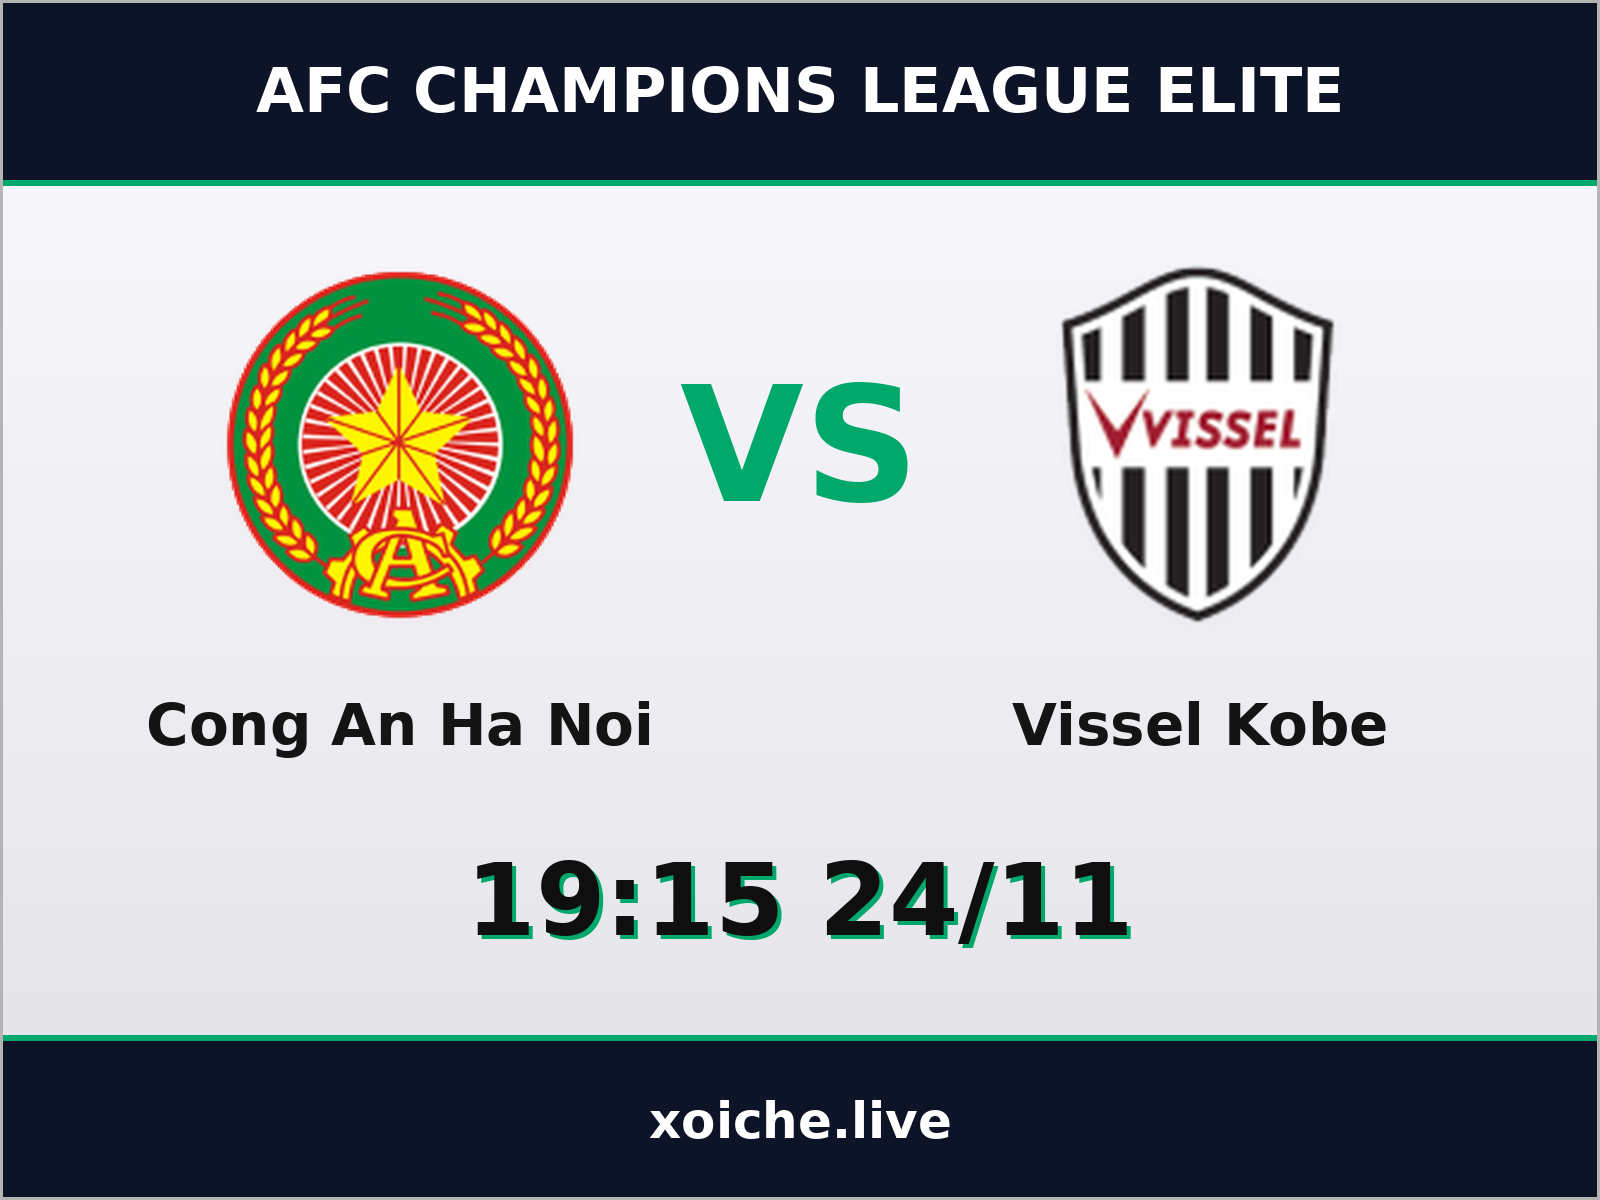 AFC CHAMPIONS LEAGUE ELITE
VS
VISSEL
Cong An Ha Noi
Vissel Kobe
19:15 24/11
xoiche.live